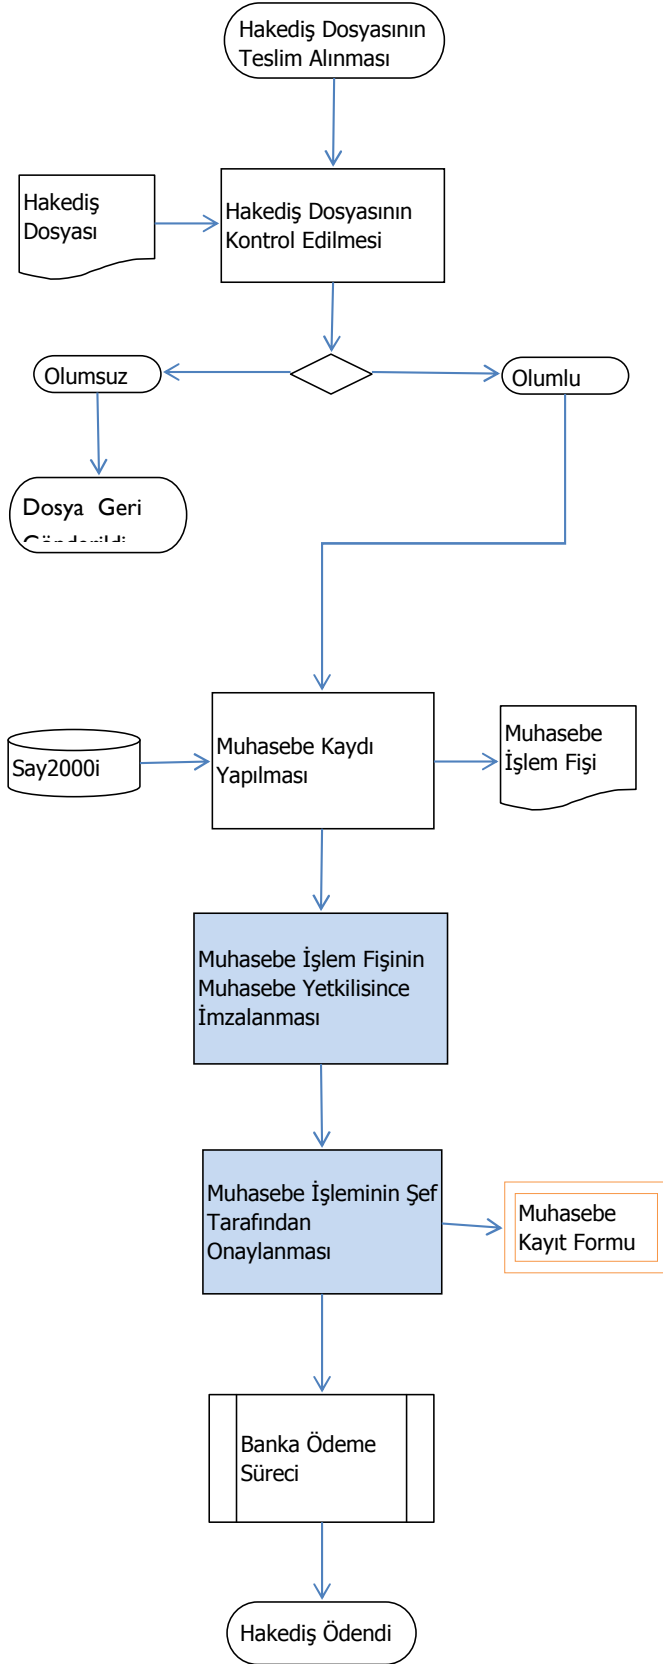 Hakediş Dosyasının
Teslim Alınması
Hakediş
Dosyası
Hakediş Dosyasının
Kontrol Edilmesi
Olumsuz
Olumlu
Dosya Geri
Gönderildi
Say2000i
Muhasebe Kaydı
Yapılması
Muhasebe
İşlem Fişi
Muhasebe İşlem Fişinin
Muhasebe Yetkilisince
İmzalanması
Muhasebe İşleminin Şef
Tarafından
Onaylanması
Muhasebe
Kayıt Formu
Banka Ödeme
Süreci
Hakediş Ödendi